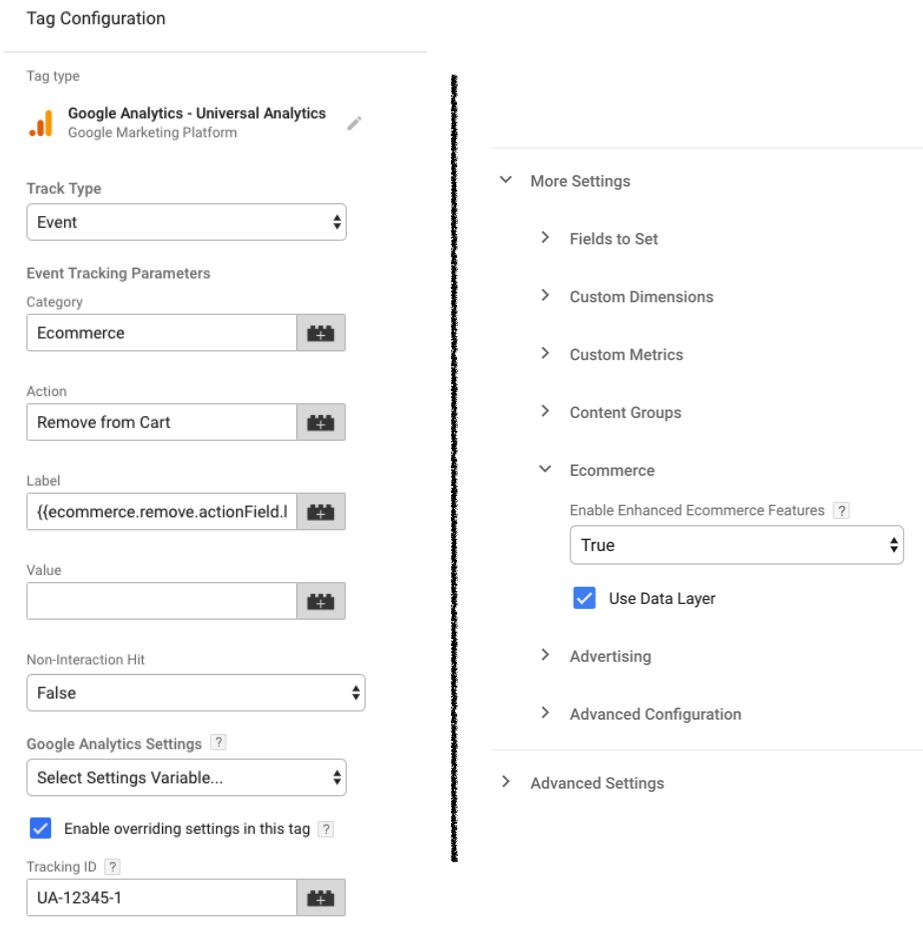 Tag Configuration
Tag type
Google Analytics - Universal Analytics
Google Marketing Platform
Track Type
Event
Event Tracking Parameters
Category
Ecommerce
Action
Remove from Cart
Label
{{ecommerce.remove.actionField.l
Value
Non-Interaction Hit
False
Google Analytics Settings ?
Select Settings Variable...
Enable overriding settings in this tag ?
Tracking ID ?
UA-12345-1
More Settings
Fields to Set
Custom Dimensions
Custom Metrics
Content Groups
Ecommerce
Enable Enhanced Ecommerce Features ?
True
Use Data Layer
Advertising
Advanced Configuration
Advanced Settings